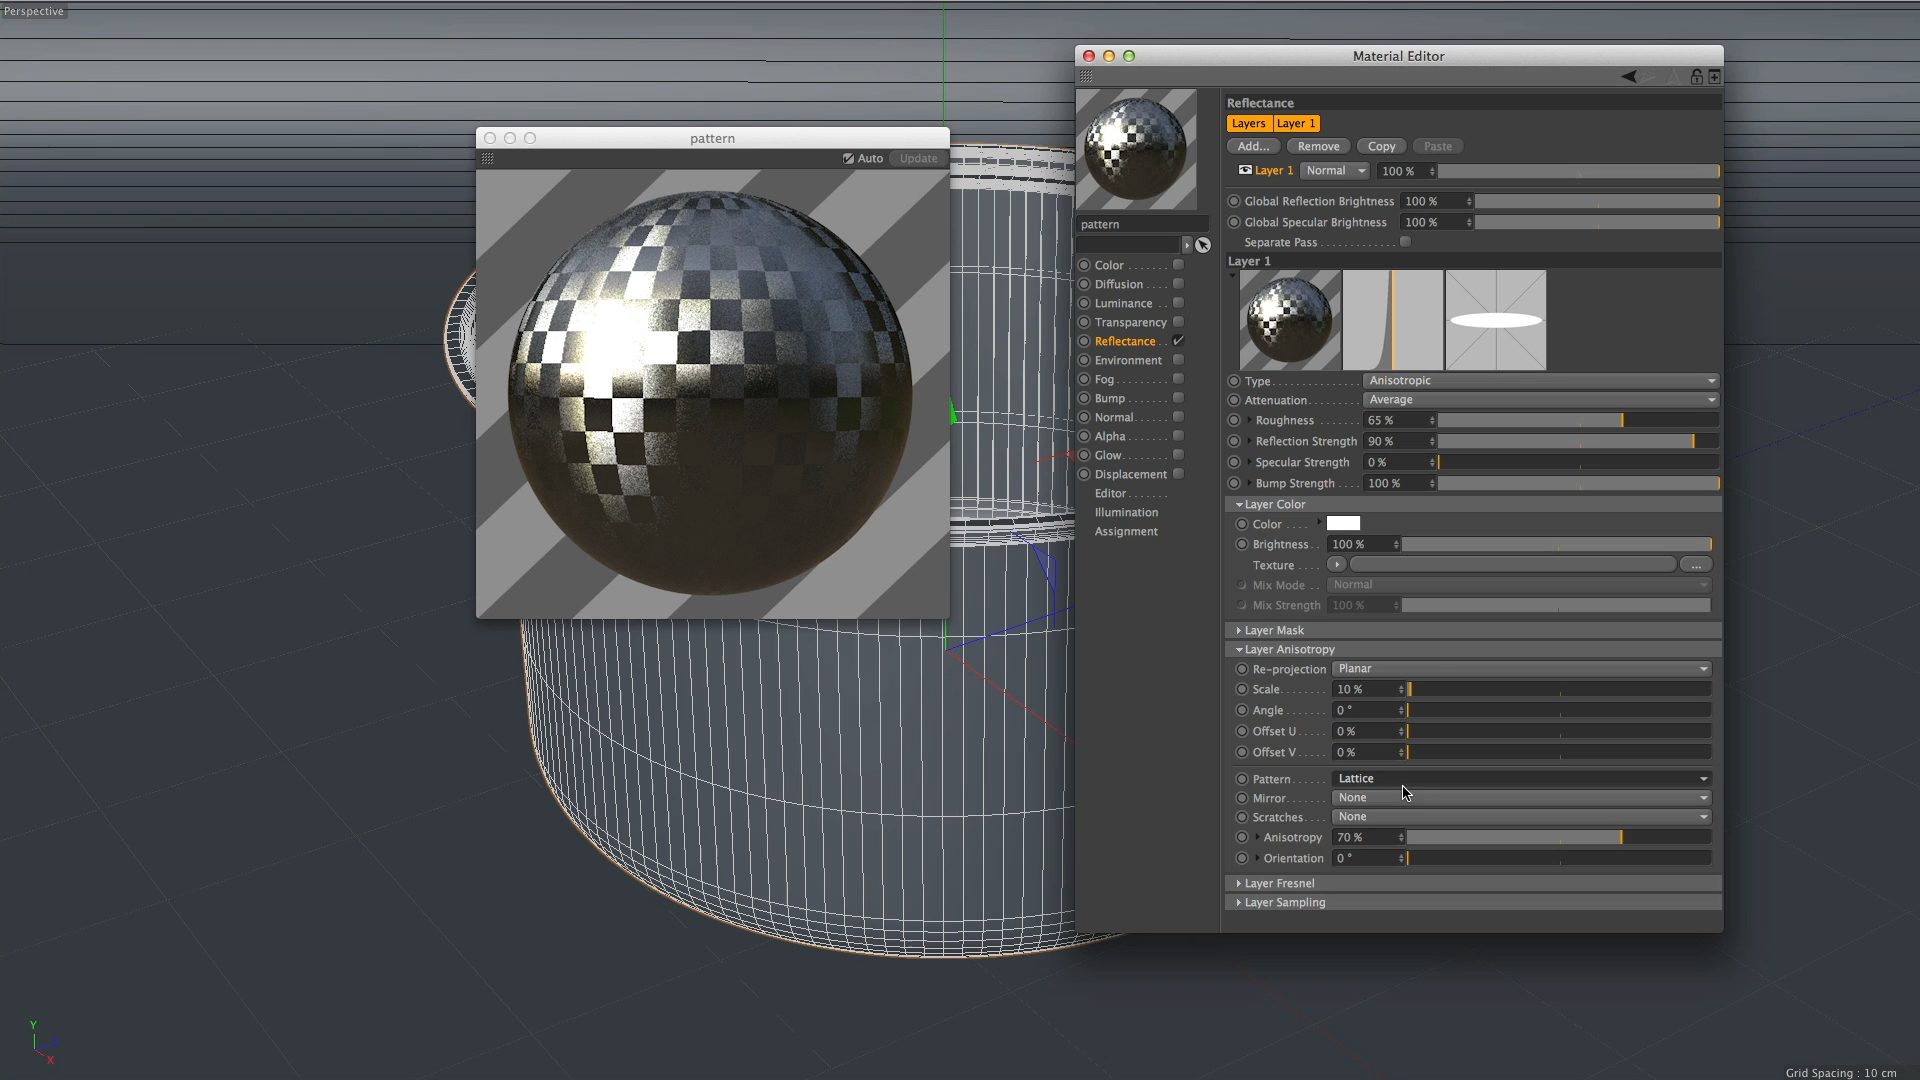 Perspective
Material Editor
Reflectance
Layers Layer 1
Add... Remove Copy Paste
Layer 1 Normal 100 %
Global Reflection Brightness 100 %
Global Specular Brightness 100 %
Separate Pass
Layer 1
pattern
Auto Update
pattern
Color
Diffusion
Luminance
Transparency
Reflectance
Environment
Fog
Bump
Normal
Alpha
Glow
Displacement
Editor
Illumination
Assignment
Type Anisotropic
Attenuation Average
Roughness 65 %
Reflection Strength 90 %
Specular Strength 0 %
Bump Strength 100 %
Layer Color
Color
Brightness 100 %
Texture ...
Mix Mode Normal
Mix Strength 100 %
Layer Mask
Layer Anisotropy
Re-projection Planar
Scale 10 %
Angle 0 °
Offset U 0 %
Offset V 0 %
Pattern Lattice
Mirror None
Scratches None
Anisotropy 70 %
Orientation 0 °
Layer Fresnel
Layer Sampling
Y
Z
X
Grid Spacing : 10 cm